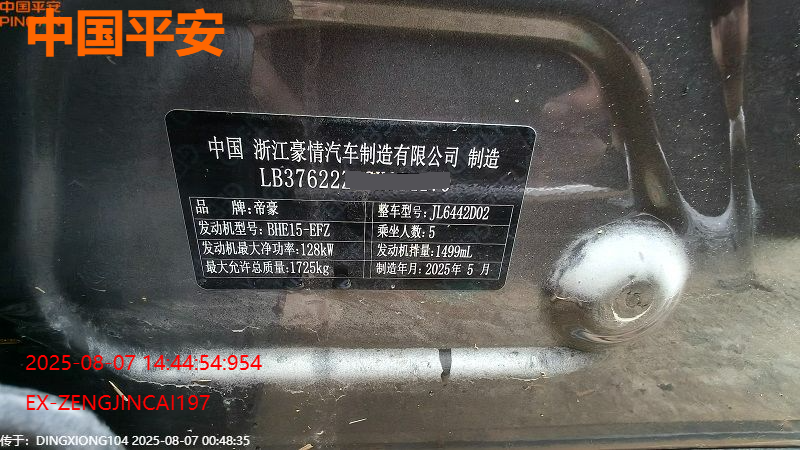 中国平安
中国平安
中国 浙江豪情汽车制造有限公司 制造
LB37622
品 牌:帝豪
整车型号:JL6442D02
发动机型号:BHE15-EFZ
乘坐人数:5
发动机最大净功率:128kW
发动机排量:1499mL
最大允许总质量:1725kg
制造年月:2025年 5 月
2025-08-07 14:44:54:954
EX-ZENGJINCAI197
传于: DINGXIONG104 2025-08-07 00:48:35